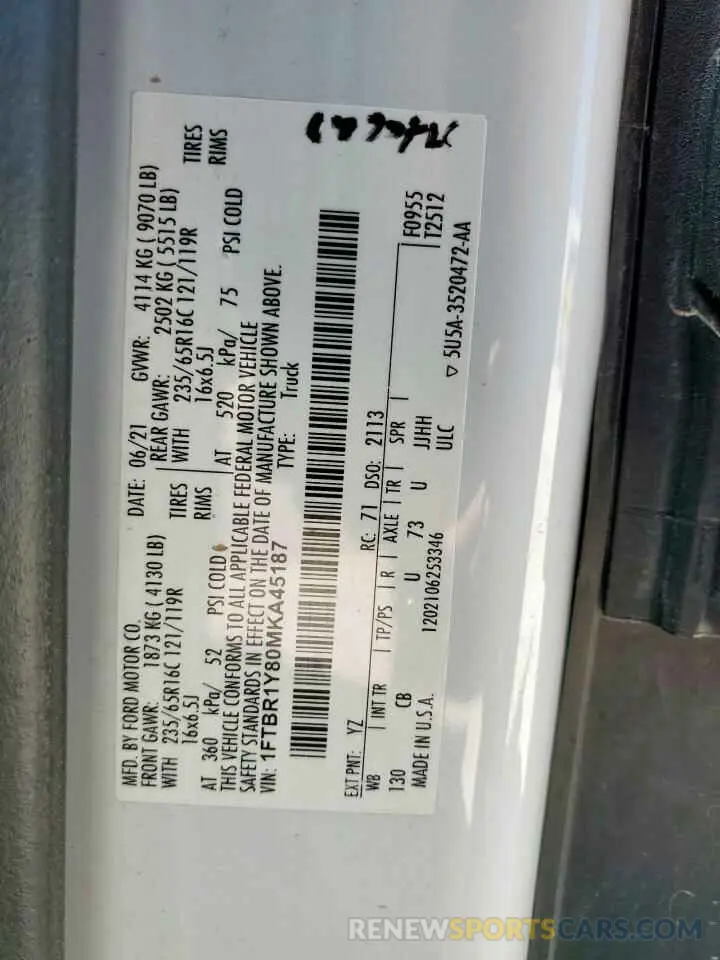 MFD. BY FORD MOTOR CO.
DATE: 06/21 GVWR: 4114 KG ( 9070 LB)
FRONT GAWR: 1873 KG ( 4130 LB)
REAR GAWR: 2502 KG ( 5515 LB)
WITH 235/65R16C 121/119R TIRES
WITH 235/65R16C 121/119R TIRES
16x6.5J RIMS
16x6.5J RIMS
AT 360 kPa/ 52 PSI COLD
AT 520 kPa/ 75 PSI COLD
THIS VEHICLE CONFORMS TO ALL APPLICABLE FEDERAL MOTOR VEHICLE
SAFETY STANDARDS IN EFFECT ON THE DATE OF MANUFACTURE SHOWN ABOVE.
VIN: 1FTBR1Y80MKA45187
TYPE: Truck
EXT PNT: YZ RC: 71 DSO: 2113
WB INT TR TP/PS R AXLE TR SPR F0955
T2512
130 CB U 73 U JJHH
MADE IN U.S.A. 1202106253346 ULC
▽ 5U5A-3520472-AA
RENEWSPORTSCARS.COM